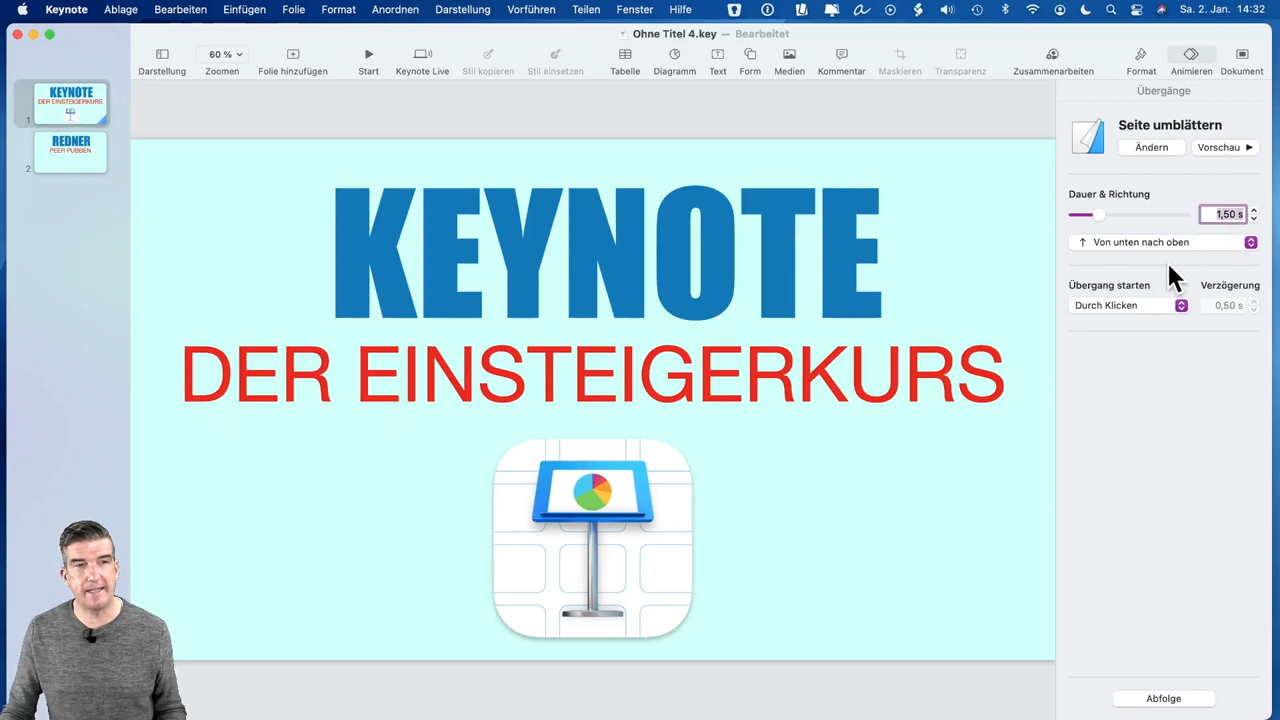 Keynote Ablage Bearbeiten Einfügen Folie Format Anordnen Darstellung Vorführen Teilen Fenster Hilfe Sa. 2. Jan. 14:32
Ohne Titel 4.key — Bearbeitet
60 %
Darstellung Zoomen Folie hinzufügen Start Keynote Live Stil kopieren Stil einsetzen Tabelle Diagramm Text Form Medien Kommentar Maskieren Transparenz Zusammenarbeiten Format Animieren Dokument
KEYNOTE
DER EINSTEIGERKURS
1
REDNER
PEER PUBBEN
2
KEYNOTE
DER EINSTEIGERKURS
Übergänge
Seite umblättern
Ändern Vorschau
Dauer & Richtung
1,50 s
Von unten nach oben
Übergang starten Verzögerung
Durch Klicken 0,50 s
Abfolge